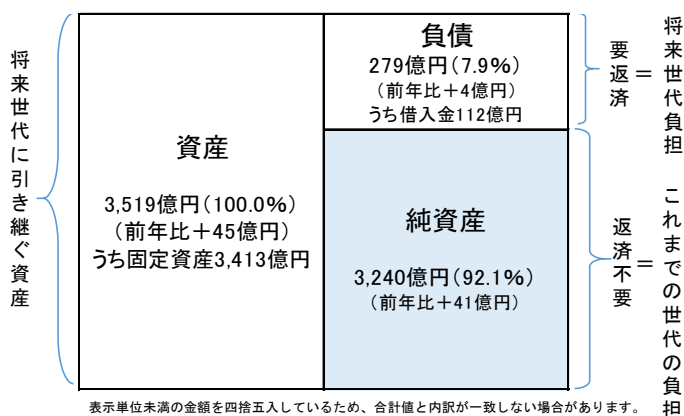 将来世代に引き継ぐ資産
資産
3,519億円(100.0%)
(前年比+45億円)
うち固定資産3,413億円
負債
279億円(7.9%)
(前年比+4億円)
うち借入金112億円
純資産
3,240億円(92.1%)
(前年比+41億円)
要返済
=
将来世代負担
返済不要
=
これまでの世代の負担
表示単位未満の金額を四捨五入しているため、合計値と内訳が一致しない場合があります。